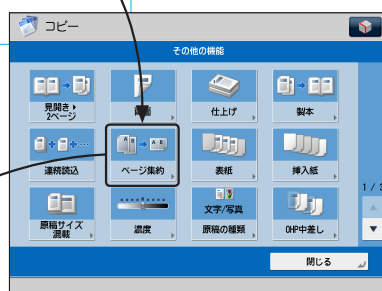 コピー
その他の機能
見開き▶
2ページ
両面
仕上げ
製本
連続読込
ページ集約
表紙
挿入紙
1 / 3
原稿サイズ
混載
濃度
文字/写真
原稿の種類
OHP中差し
閉じる